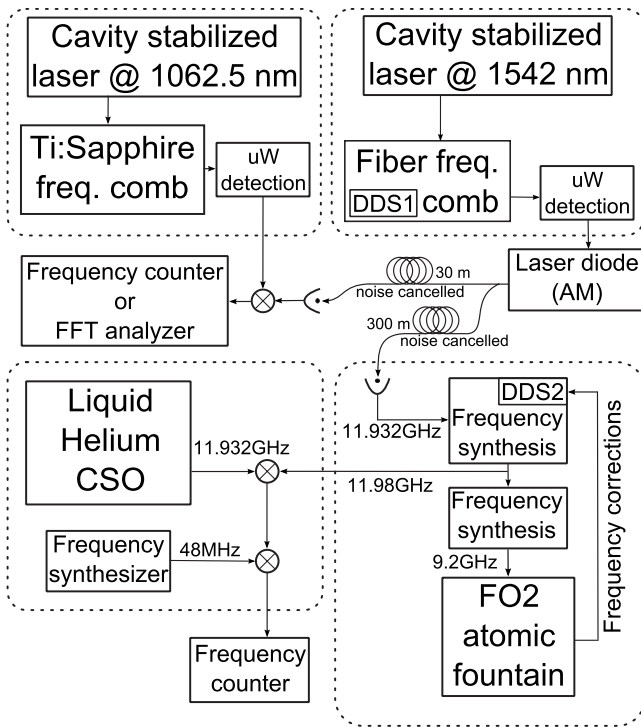 Cavity stabilized
laser @ 1062.5 nm
Cavity stabilized
laser @ 1542 nm
Ti:Sapphire
freq. comb
uW
detection
Fiber freq.
DDS1 comb
uW
detection
Frequency counter
or
FFT analyzer
30 m
noise cancelled
Laser diode
(AM)
300 m
noise cancelled
Liquid
Helium
CSO
11.932GHz
11.932GHz
DDS2
Frequency
synthesis
11.98GHz
Frequency
synthesis
Frequency corrections
Frequency
synthesizer
48MHz
9.2GHz
FO2
atomic
fountain
Frequency
counter